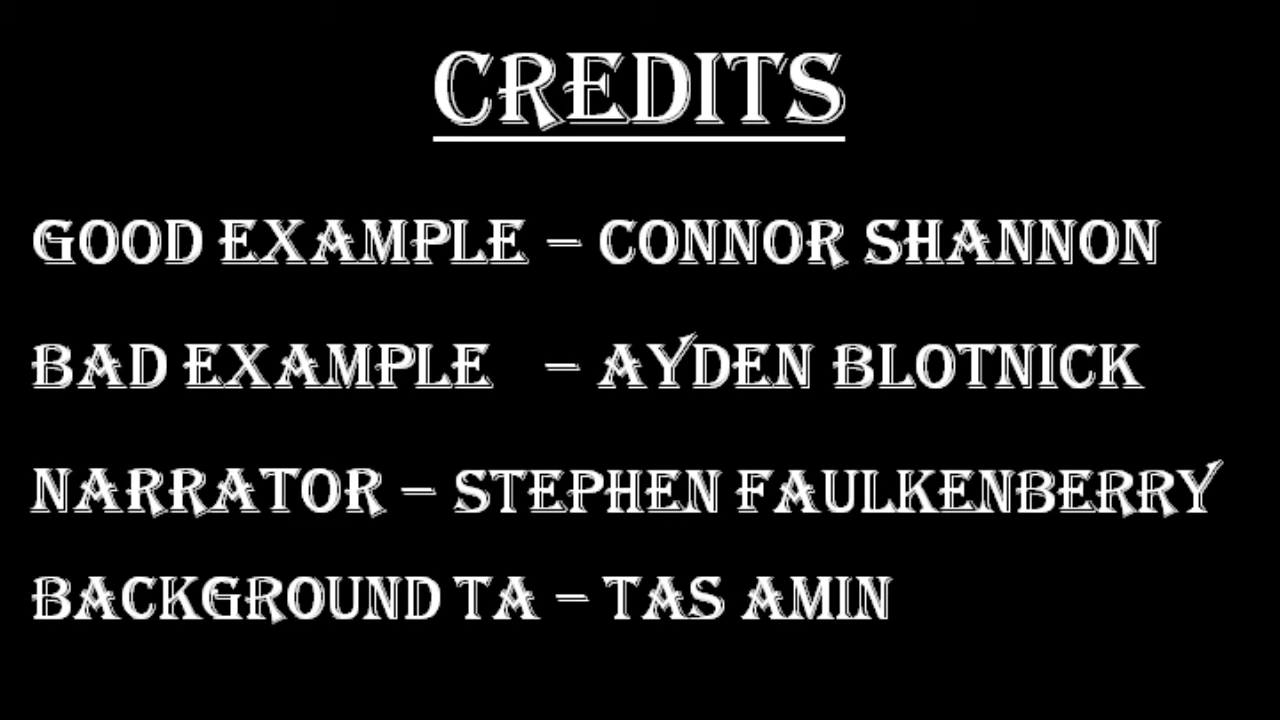 CREDITS
GOOD EXAMPLE – CONNOR SHANNON
BAD EXAMPLE – AYDEN BLOTNICK
NARRATOR – STEPHEN FAULKENBERRY
BACKGROUND TA – TAS AMIN